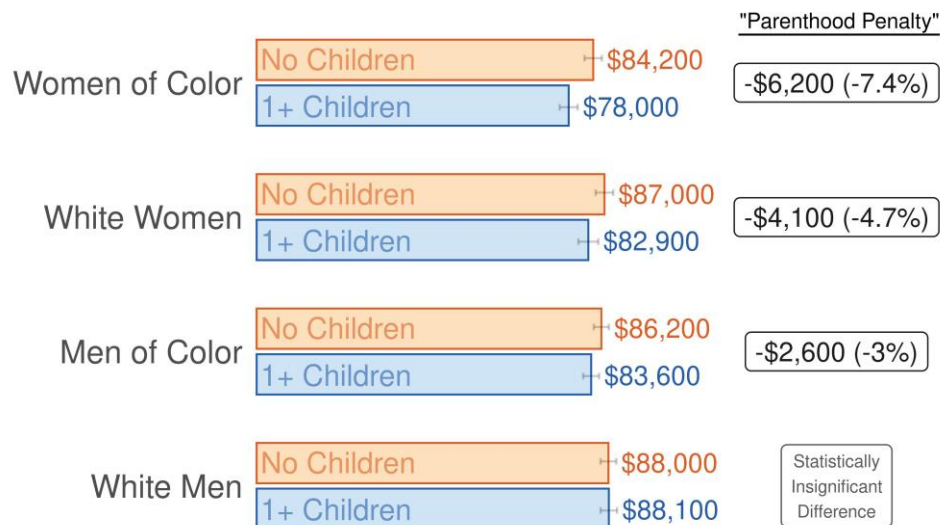 "Parenthood Penalty"
Women of Color
No Children
$84,200
1+ Children
$78,000
-$6,200 (-7.4%)
White Women
No Children
$87,000
1+ Children
$82,900
-$4,100 (-4.7%)
Men of Color
No Children
$86,200
1+ Children
$83,600
-$2,600 (-3%)
White Men
No Children
$88,000
1+ Children
$88,100
Statistically
Insignificant
Difference